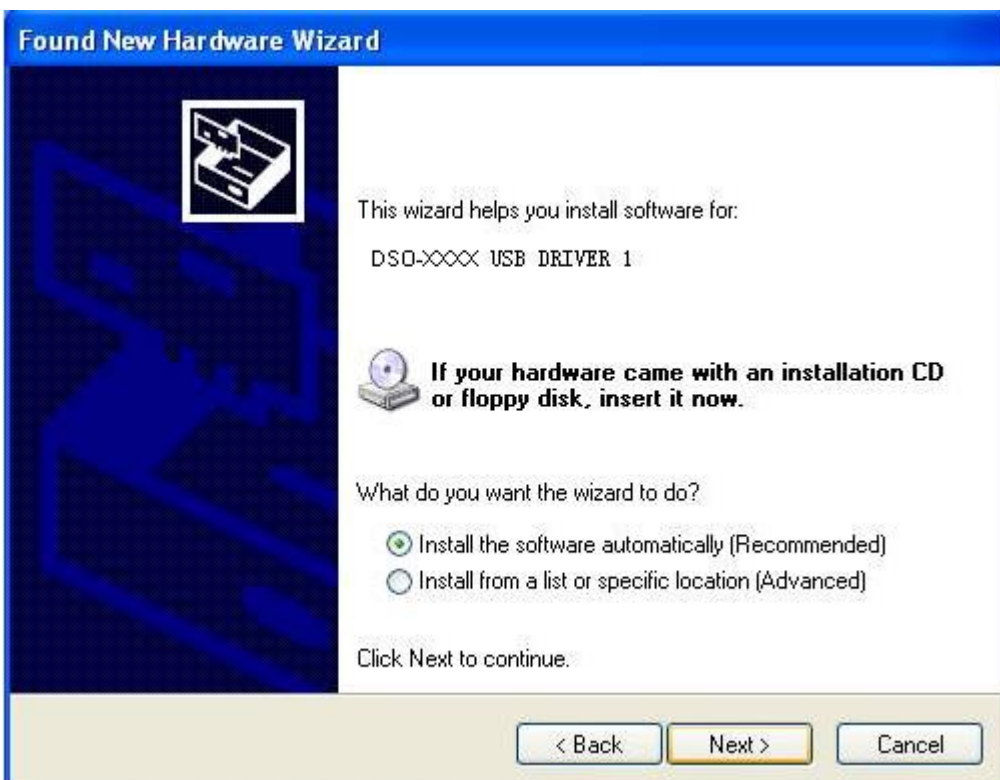 Found New Hardware Wizard
This wizard helps you install software for:
DSO-XXXX USB DRIVER 1
If your hardware came with an installation CD
or floppy disk, insert it now.
What do you want the wizard to do?
Install the software automatically (Recommended)
Install from a list or specific location (Advanced)
Click Next to continue.
< Back
Next >
Cancel